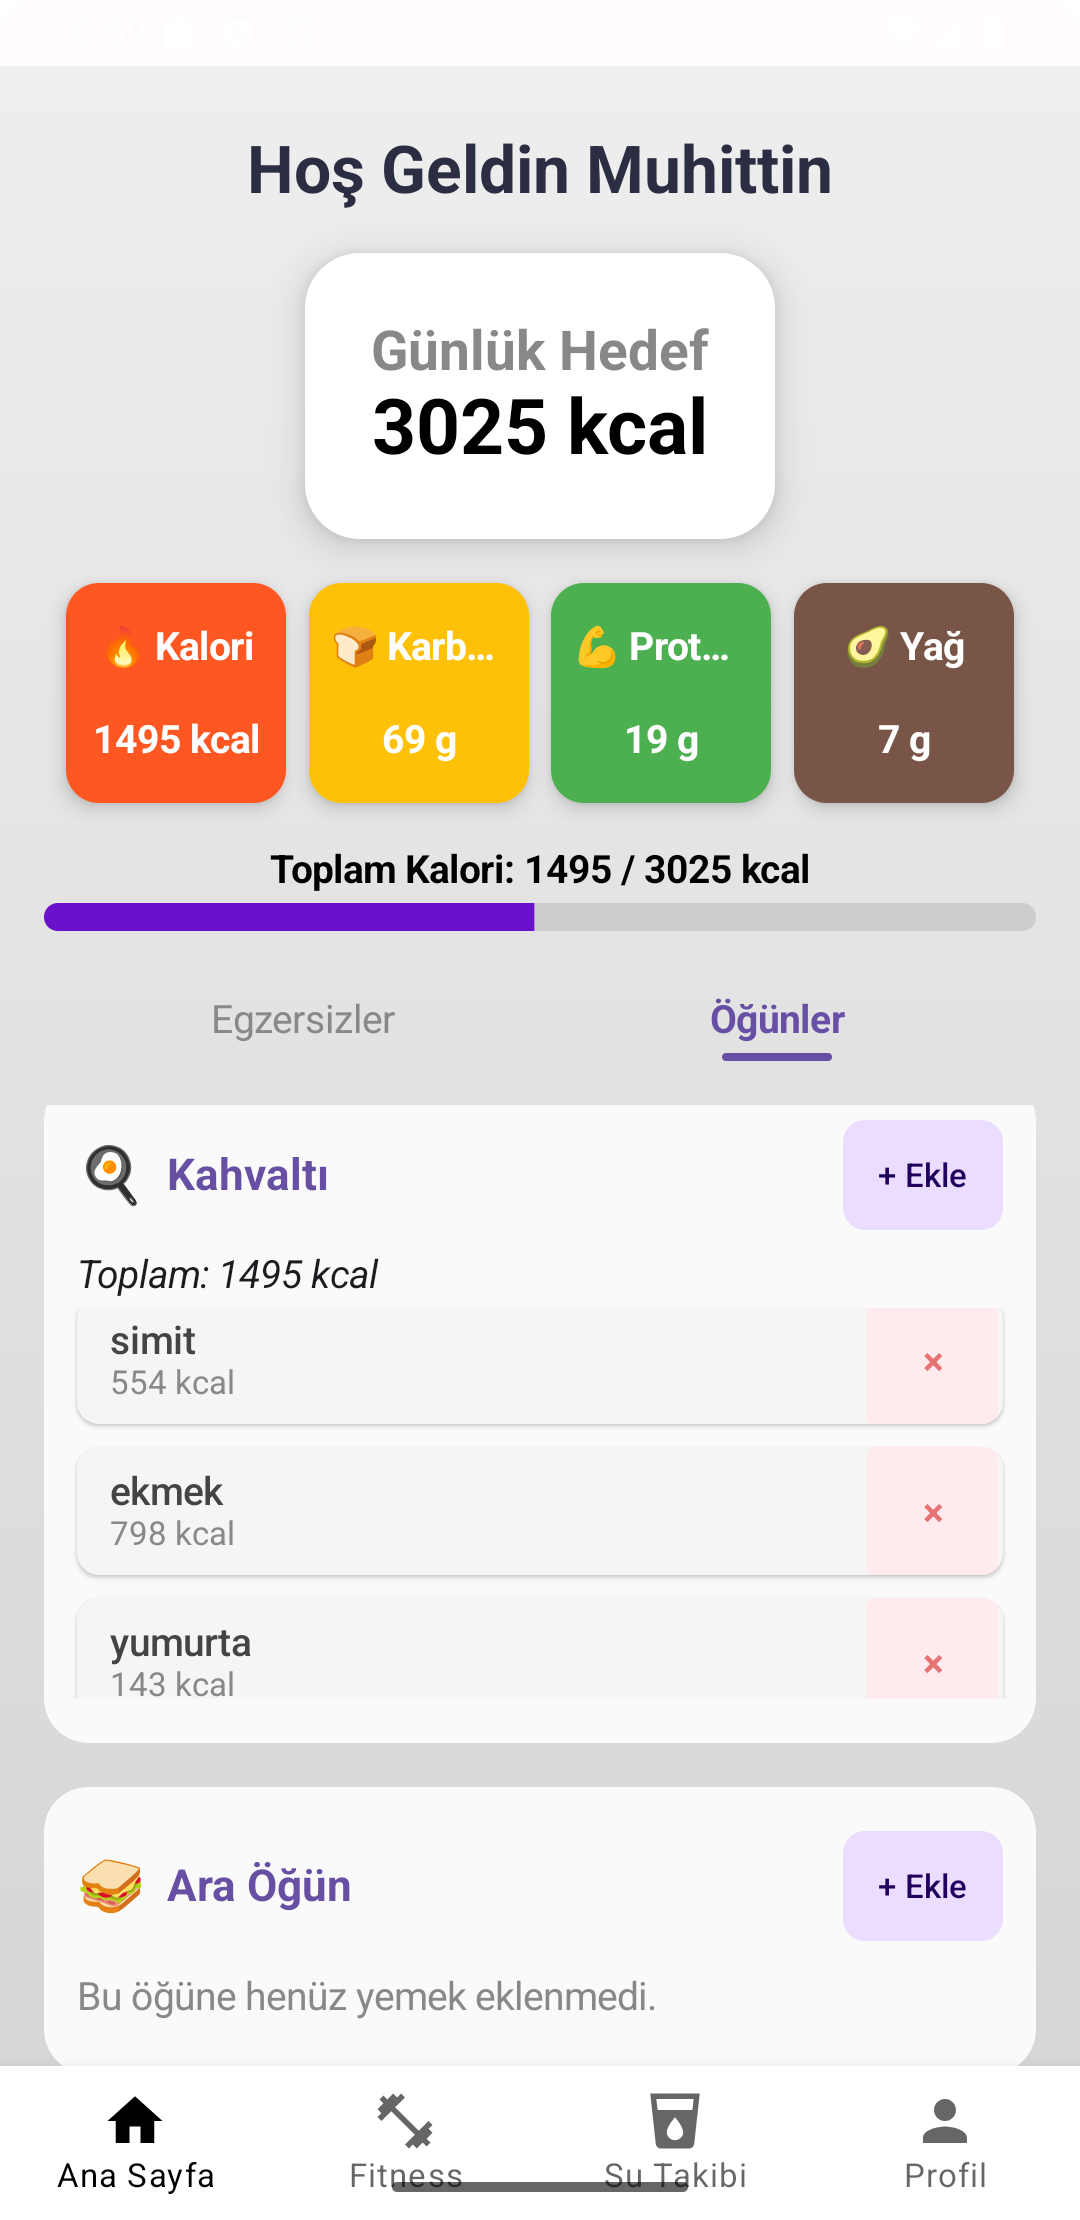 8:59
Hoş Geldin Muhittin
Günlük Hedef
3025 kcal
🔥 Kalori
1495 kcal
🍞 Karb...
69 g
💪 Prot...
19 g
🥑 Yağ
7 g
Toplam Kalori: 1495 / 3025 kcal
Egzersizler
Öğünler
🍳 Kahvaltı
+ Ekle
Toplam: 1495 kcal
simit
554 kcal
×
ekmek
798 kcal
×
yumurta
143 kcal
×
🥪 Ara Öğün
+ Ekle
Bu öğüne henüz yemek eklenmedi.
Ana Sayfa
Fitness
Su Takibi
Profil